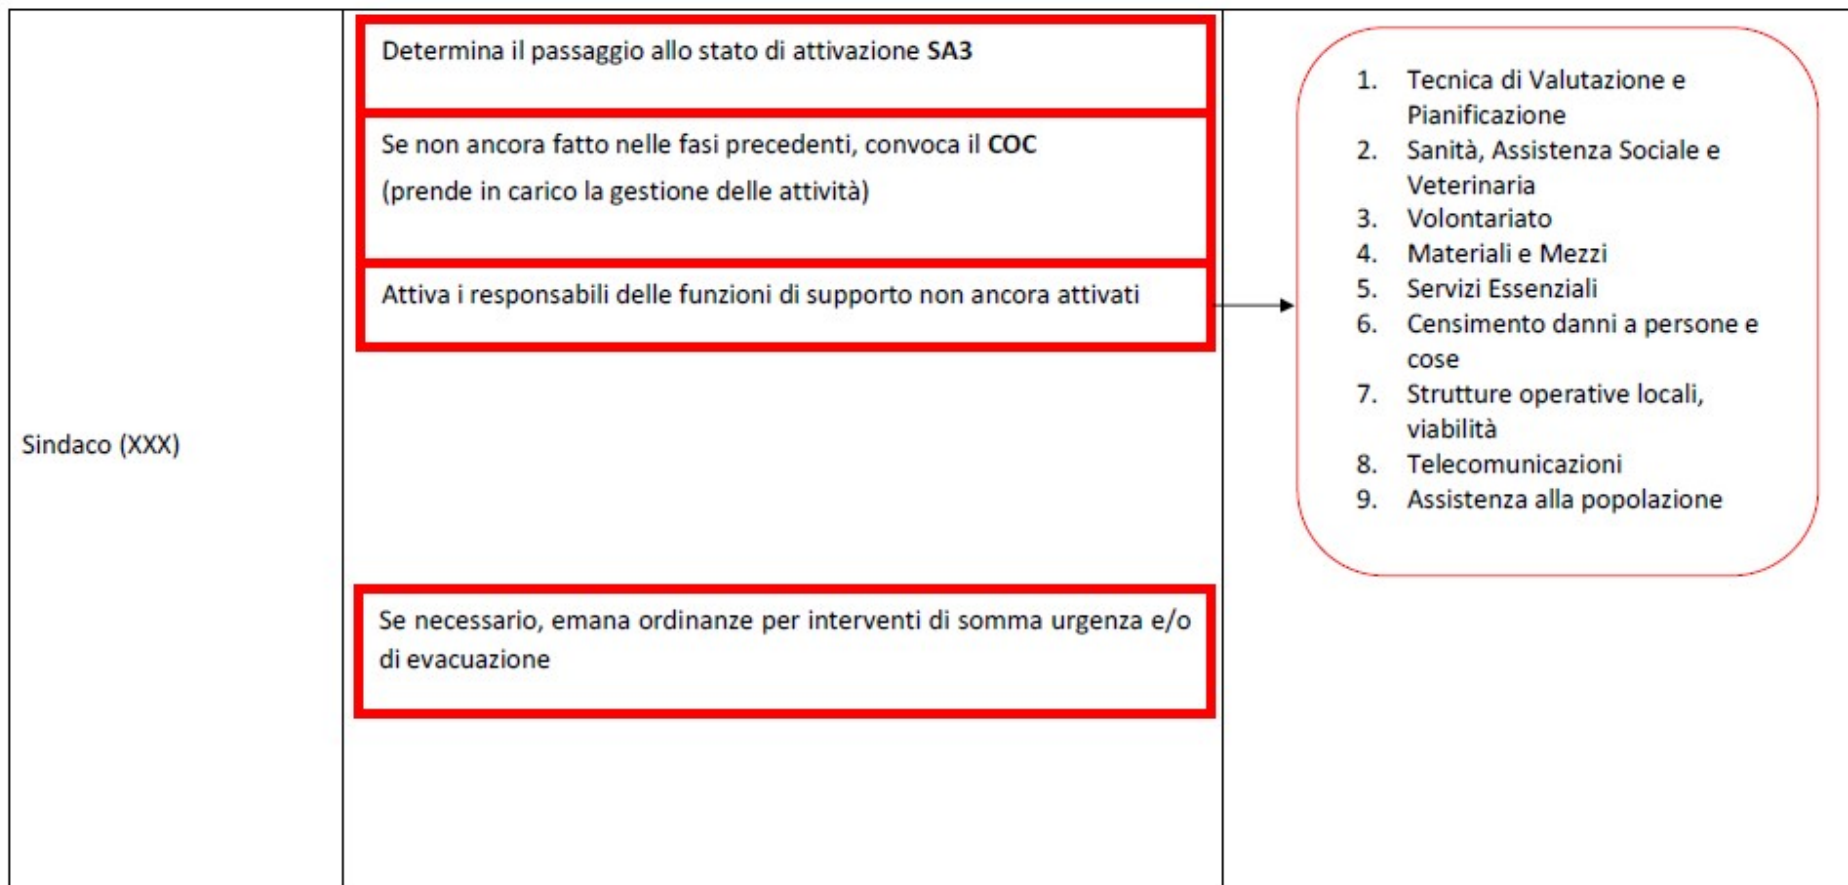 Sindaco (XXX)
Determina il passaggio allo stato di attivazione SA3
Se non ancora fatto nelle fasi precedenti, convoca il COC
(prende in carico la gestione delle attività)
Attiva i responsabili delle funzioni di supporto non ancora attivati
Se necessario, emana ordinanze per interventi di somma urgenza e/o
di evacuazione
1. Tecnica di Valutazione e
Pianificazione
2. Sanità, Assistenza Sociale e
Veterinaria
3. Volontariato
4. Materiali e Mezzi
5. Servizi Essenziali
6. Censimento danni a persone e
cose
7. Strutture operative locali,
viabilità
8. Telecomunicazioni
9. Assistenza alla popolazione